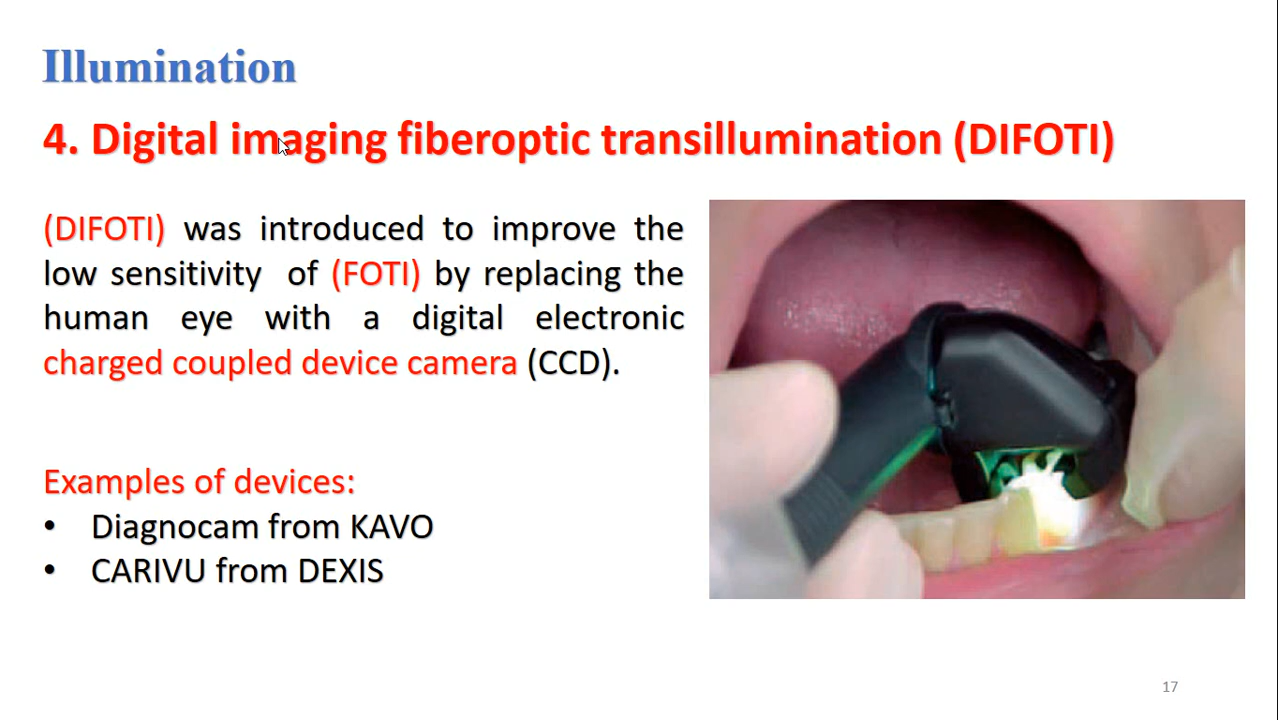 Illumination
4. Digital imaging fiberoptic transillumination (DIFOTI)
(DIFOTI) was introduced to improve the
low sensitivity of (FOTI) by replacing the
human eye with a digital electronic
charged coupled device camera (CCD).
Examples of devices:
• Diagnocam from KAVO
• CARIVU from DEXIS
17